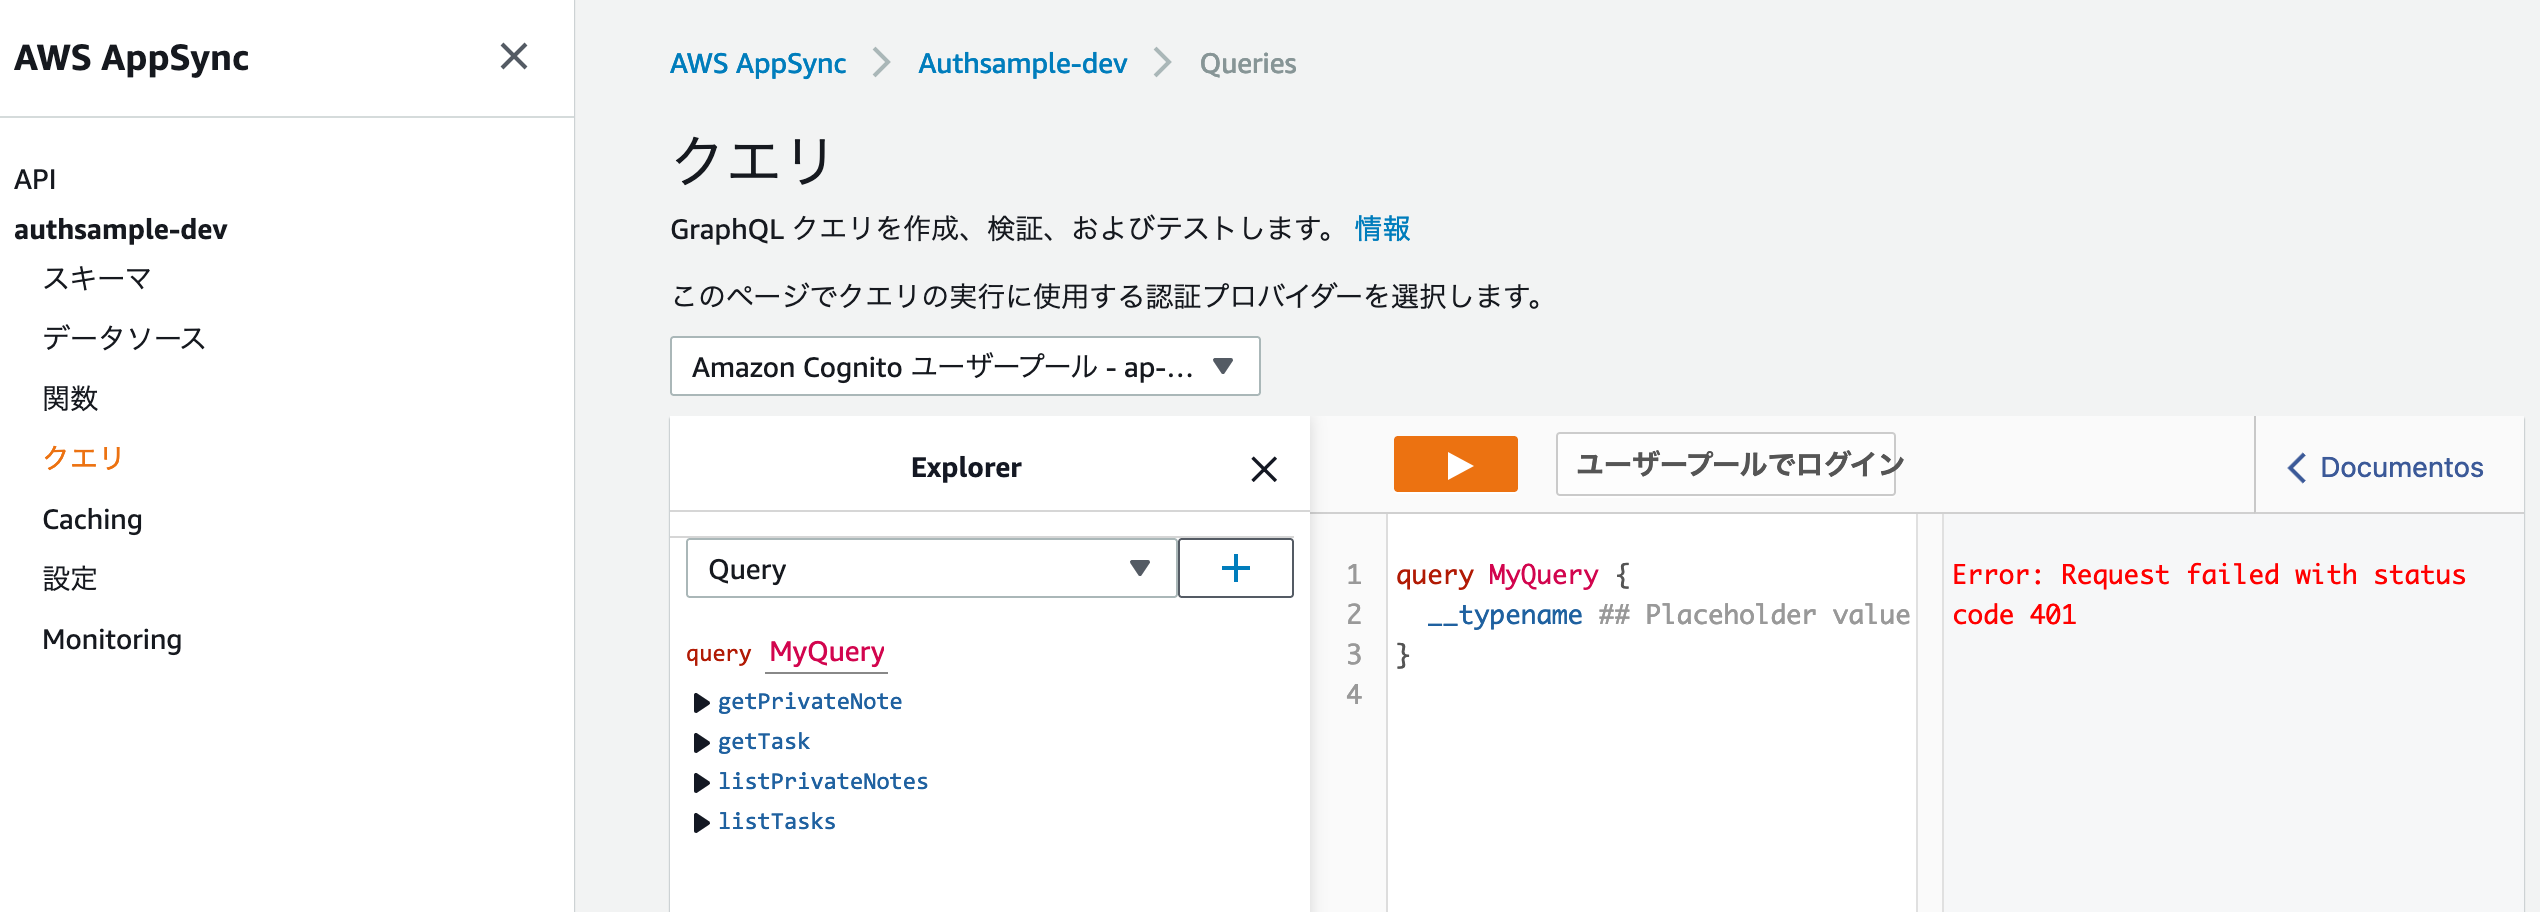 AWS AppSync
API
authsample-dev
スキーマ
データソース
関数
クエリ
Caching
設定
Monitoring
AWS AppSync > Authsample-dev > Queries
クエリ
GraphQL クエリを作成、検証、およびテストします。 情報
このページでクエリの実行に使用する認証プロバイダーを選択します。
Amazon Cognito ユーザープール - ap-...
Explorer
Query
query MyQuery
getPrivateNote
getTask
listPrivateNotes
listTasks
ユーザープールでログイン
Documentos
1 query MyQuery {
2 __typename ## Placeholder value
3 }
4
Error: Request failed with status
code 401